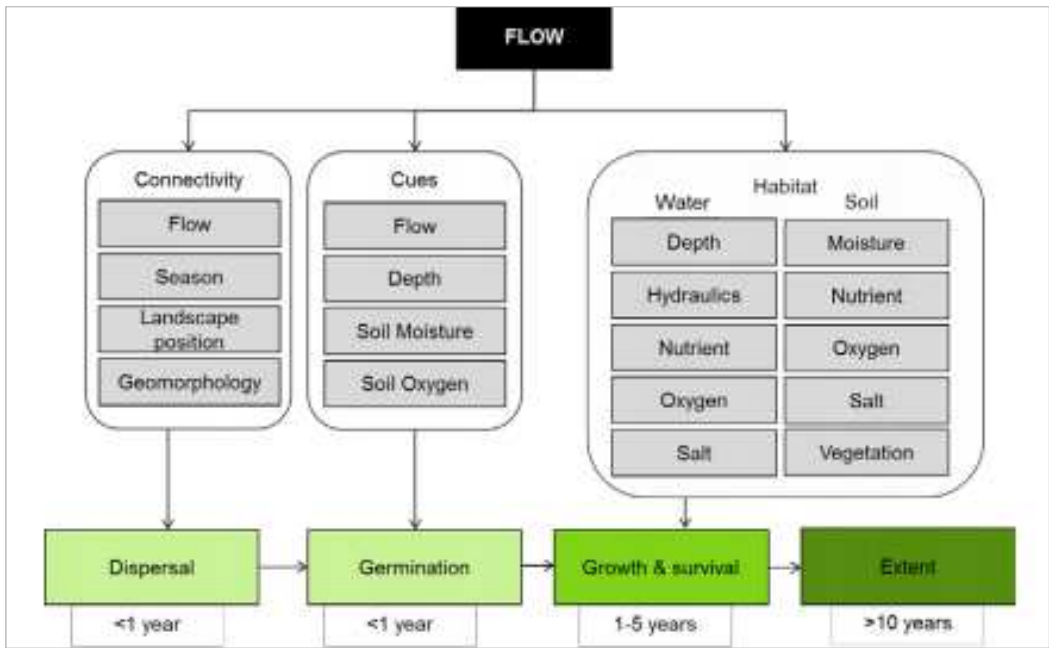 FLOW
Connectivity
Flow
Season
Landscape
position
Geomorphology
Cues
Flow
Depth
Soil Moisture
Soil Oxygen
Habitat
Water
Depth
Hydraulics
Nutrient
Oxygen
Salt
Soil
Moisture
Nutrient
Oxygen
Salt
Vegetation
Dispersal
Germination
Growth & survival
Extent
<1 year
<1 year
1-5 years
>10 years